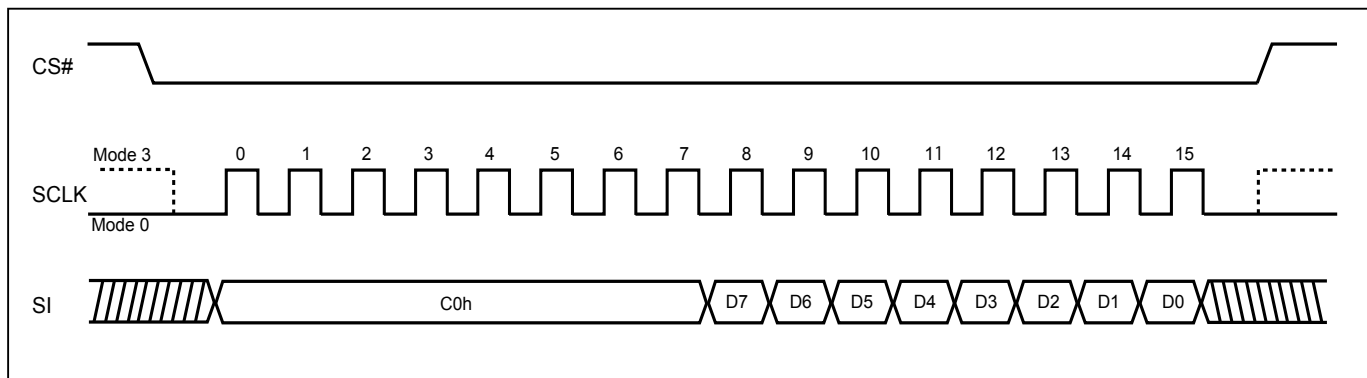 CS#
Mode 3
0 1 2 3 4 5 6 7 8 9 10 11 12 13 14 15
SCLK
Mode 0
SI
C0h D7 D6 D5 D4 D3 D2 D1 D0